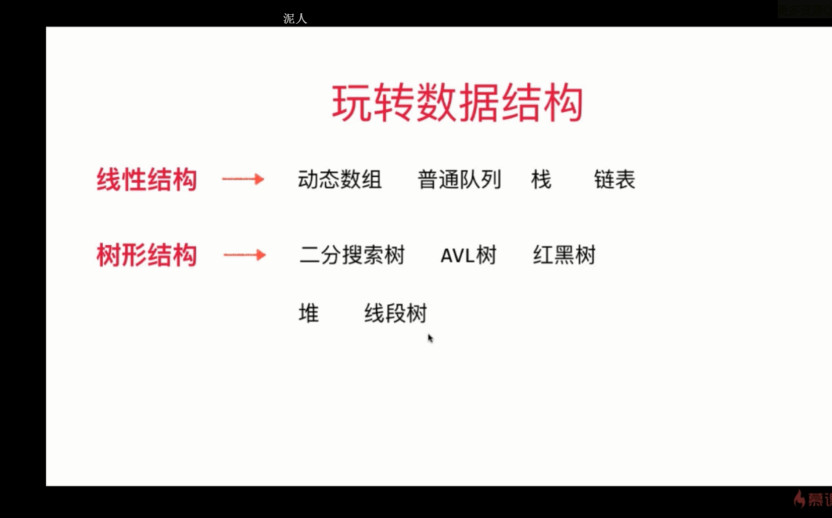 泥人
玩转数据结构
线性结构 动态数组 普通队列 栈 链表
树形结构 二分搜索树 AVL树 红黑树
堆 线段树
慕